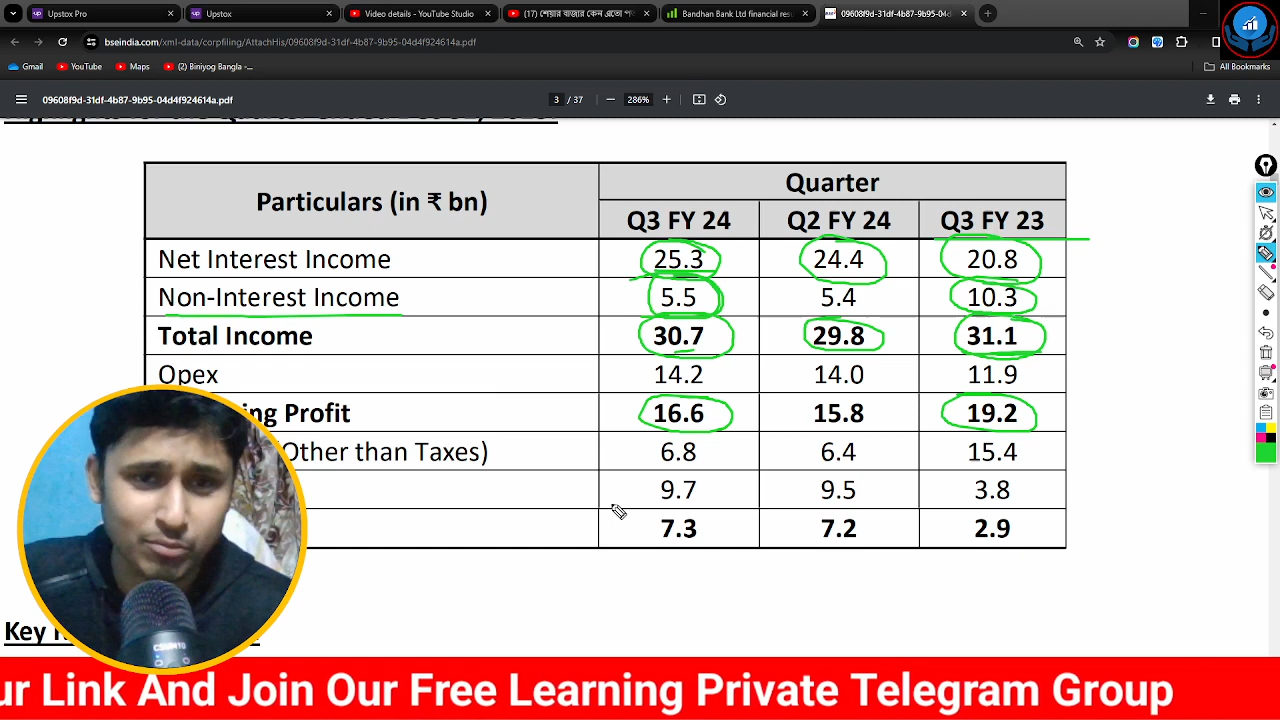 Upstox Pro
Upstox
Video details - YouTube Studio
(17) শেয়ার বাজার কেন এতো
Bandhan Bank Ltd financial resu
09608f9d-31df-4b87-9b95-04d4
bseindia.com/xml-data/corpfiling/AttachHis/09608f9d-31df-4b87-9b95-04d4f924614a.pdf
Gmail
YouTube
Maps
(2) Biniyog Bangla -...
All Bookmarks
09608f9d-31df-4b87-9b95-04d4f924614a.pdf
3 / 37
286%
Particulars (in ₹ bn)
Quarter
Q3 FY 24 Q2 FY 24 Q3 FY 23
Net Interest Income 25.3 24.4 20.8
Non-Interest Income 5.5 5.4 10.3
Total Income 30.7 29.8 31.1
Opex 14.2 14.0 11.9
ing Profit 16.6 15.8 19.2
Other than Taxes) 6.8 6.4 15.4
9.7 9.5 3.8
7.3 7.2 2.9
Key
ur Link And Join Our Free Learning Private Telegram Group